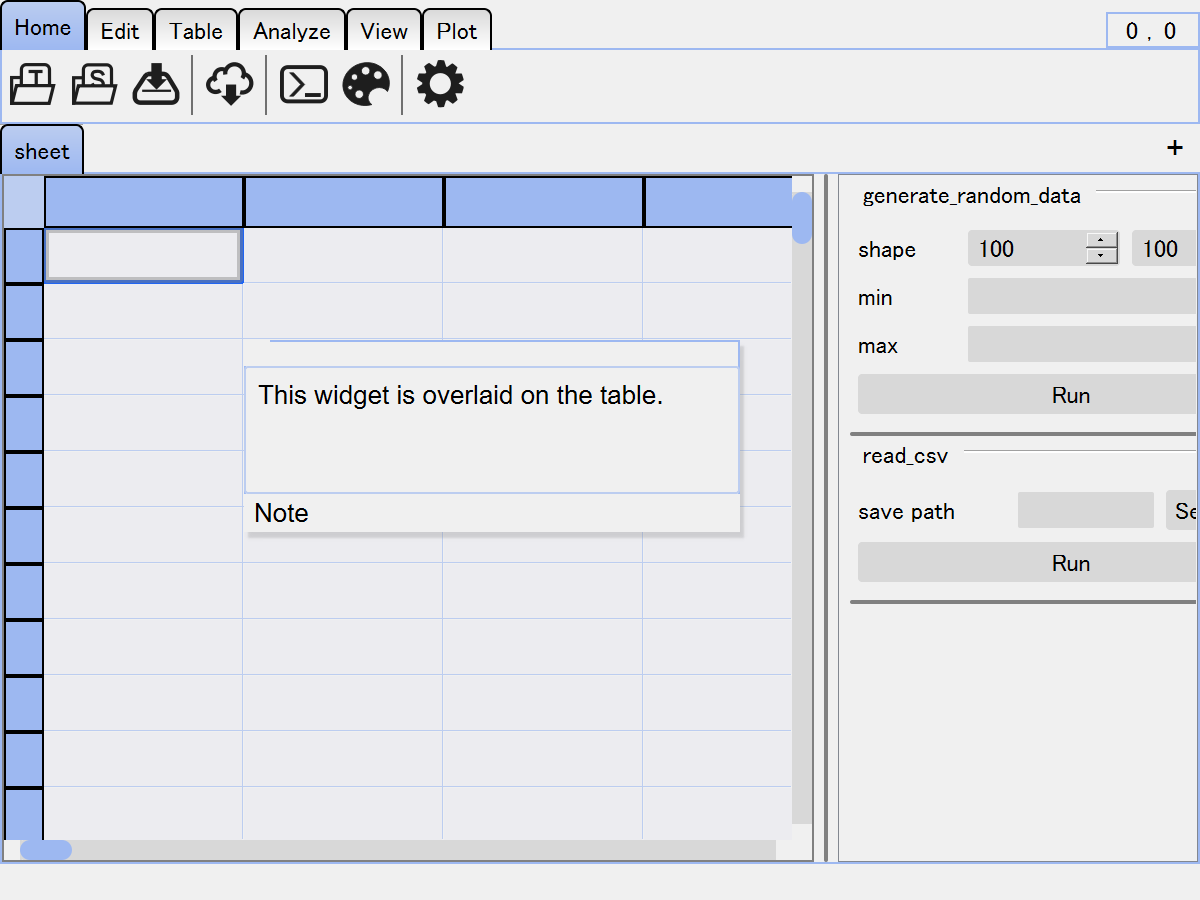 Home Edit Table Analyze View Plot
0 , 0
T S
sheet +
generate_random_data
shape 100 100
min
max
Run
read_csv
save path Se
Run
This widget is overlaid on the table.
Note